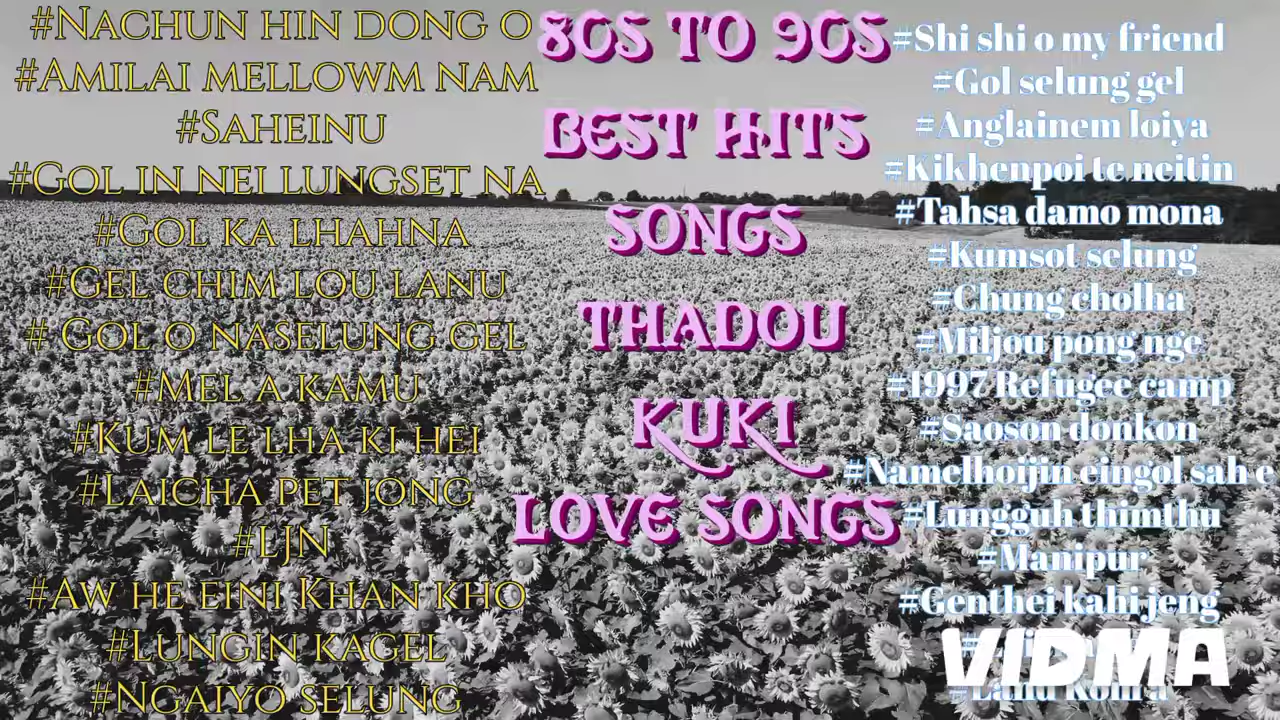 #Nachun hin dong o
#Amilai mellowm nam
#Saheinu
#Gol in nei lungset na
#Gol ka lhahna
#Gel chim lou lanu
# Gol o naselung gel
#Mel a kamu
#Kum le lha ki hei
#Laicha pet jong
#LJN
#Aw he eini Khan kho
#Lungin kagel
#Ngaiyo selung
80s to 90s
Best Hits
Songs
Thadou
Kuki
Love Songs
#Shi shi o my friend
#Gol selung gel
#Anglainem loiya
#Kikhenpoi te neitin
#Tahsa damo mona
#Kumsot selung
#Chung cholha
#Miljou pong nge
#1997 Refugee camp
#Saoson donkon
#Namelhoijin eingol sah e
#Lungguh thimthu
#Manipur
#Genthei kahi jeng
VIDMA